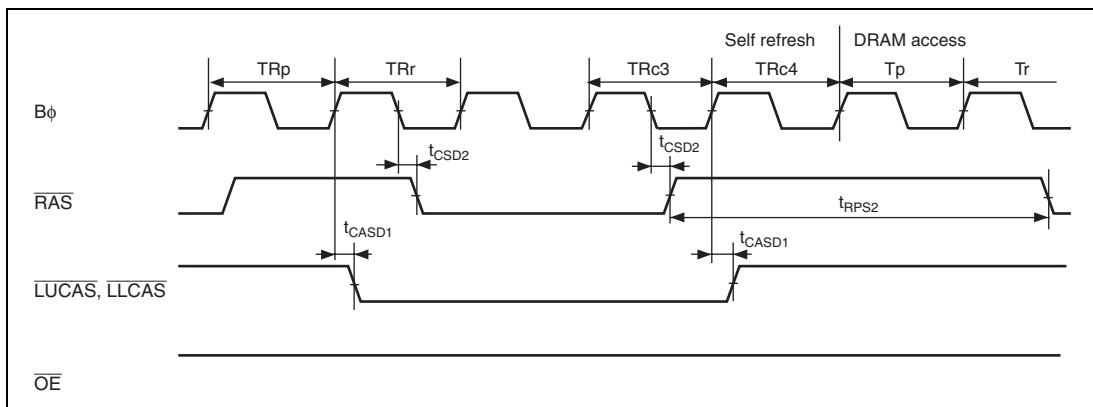 Self refresh DRAM access
TRp TRr TRc3 TRc4 Tp Tr
Bϕ
tCSD2 tCSD2
RAS
tRPS2
tCASD1 tCASD1
LUCAS, LLCAS
OE